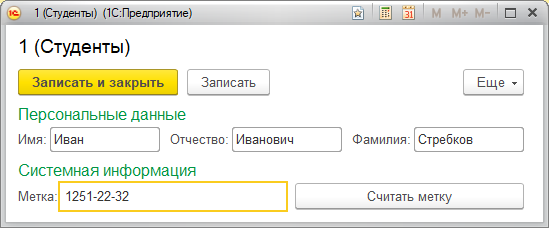 1 (Студенты) (1С:Предприятие)
M M+ M-
1 (Студенты)
Записать и закрыть Записать Еще
Персональные данные
Имя: Иван Отчество: Иванович Фамилия: Стребков
Системная информация
Метка: 1251-22-32 Считать метку